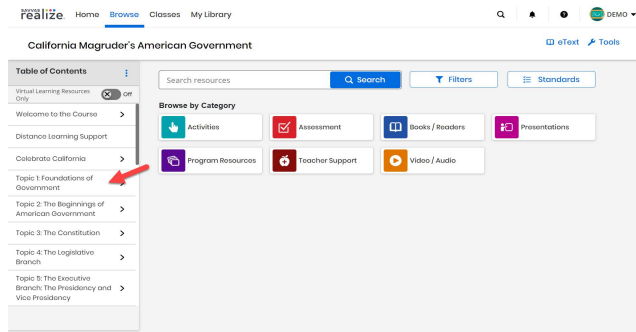 SAVVAS
realize.
Home Browse Classes My Library
DEMO
California Magruder's American Government
eText Tools
Table of Contents
Virtual Learning Resources
Only
Off
Welcome to the Course
Distance Learning Support
Celebrate California
Topic 1: Foundations of
Government
Topic 2: The Beginnings of
American Government
Topic 3: The Constitution
Topic 4: The Legislative
Branch
Topic 5: The Executive
Branch: The Presidency and
Vice Presidency
Search resources
Search
Filters
Standards
Browse by Category
Activities
Assessment
Books / Readers
Presentations
Program Resources
Teacher Support
Video / Audio